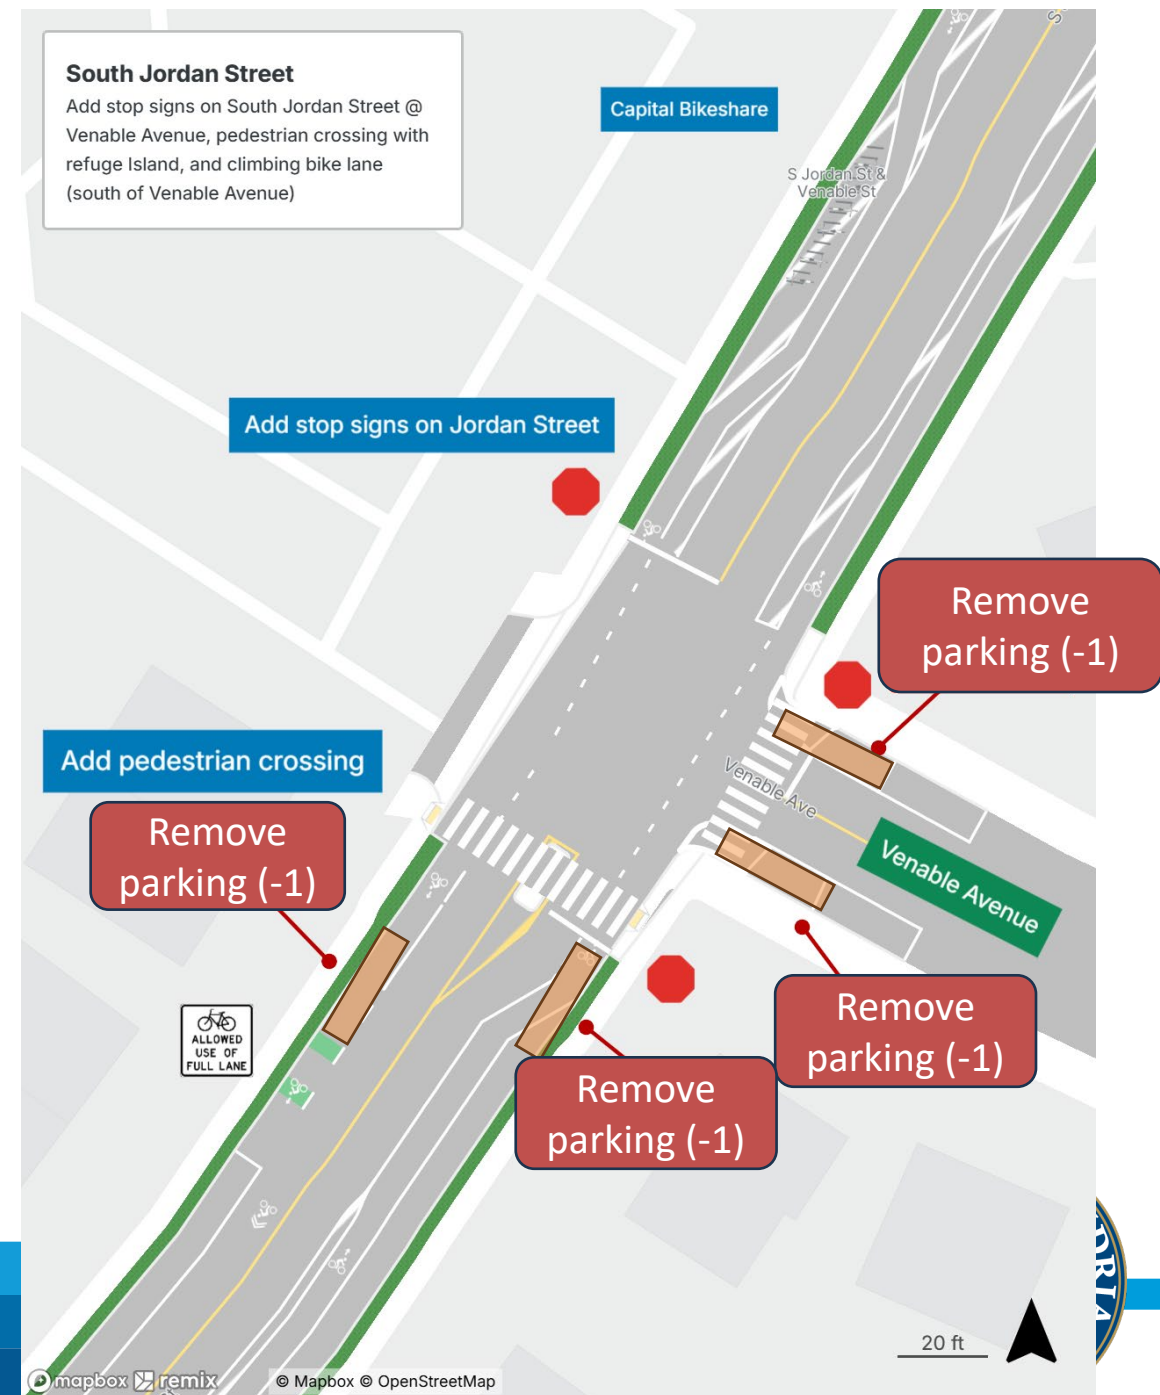 South Jordan Street
Add stop signs on South Jordan Street @
Venable Avenue, pedestrian crossing with
refuge Island, and climbing bike lane
(south of Venable Avenue)
Capital Bikeshare
S Jordan St &
Venable St
Add stop signs on Jordan Street
Remove
parking (-1)
Add pedestrian crossing
Venable Ave
Remove
parking (-1)
Venable Avenue
ALLOWED
USE OF
FULL LANE
Remove
parking (-1)
Remove
parking (-1)
20 ft
mapbox remix
© Mapbox © OpenStreetMap